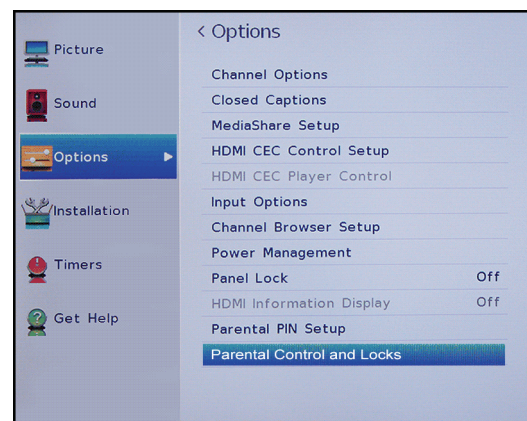 Picture
Sound
Options
Installation
Timers
Get Help
< Options
Channel Options
Closed Captions
MediaShare Setup
HDMI CEC Control Setup
HDMI CEC Player Control
Input Options
Channel Browser Setup
Power Management
Panel Lock Off
HDMI Information Display Off
Parental PIN Setup
Parental Control and Locks